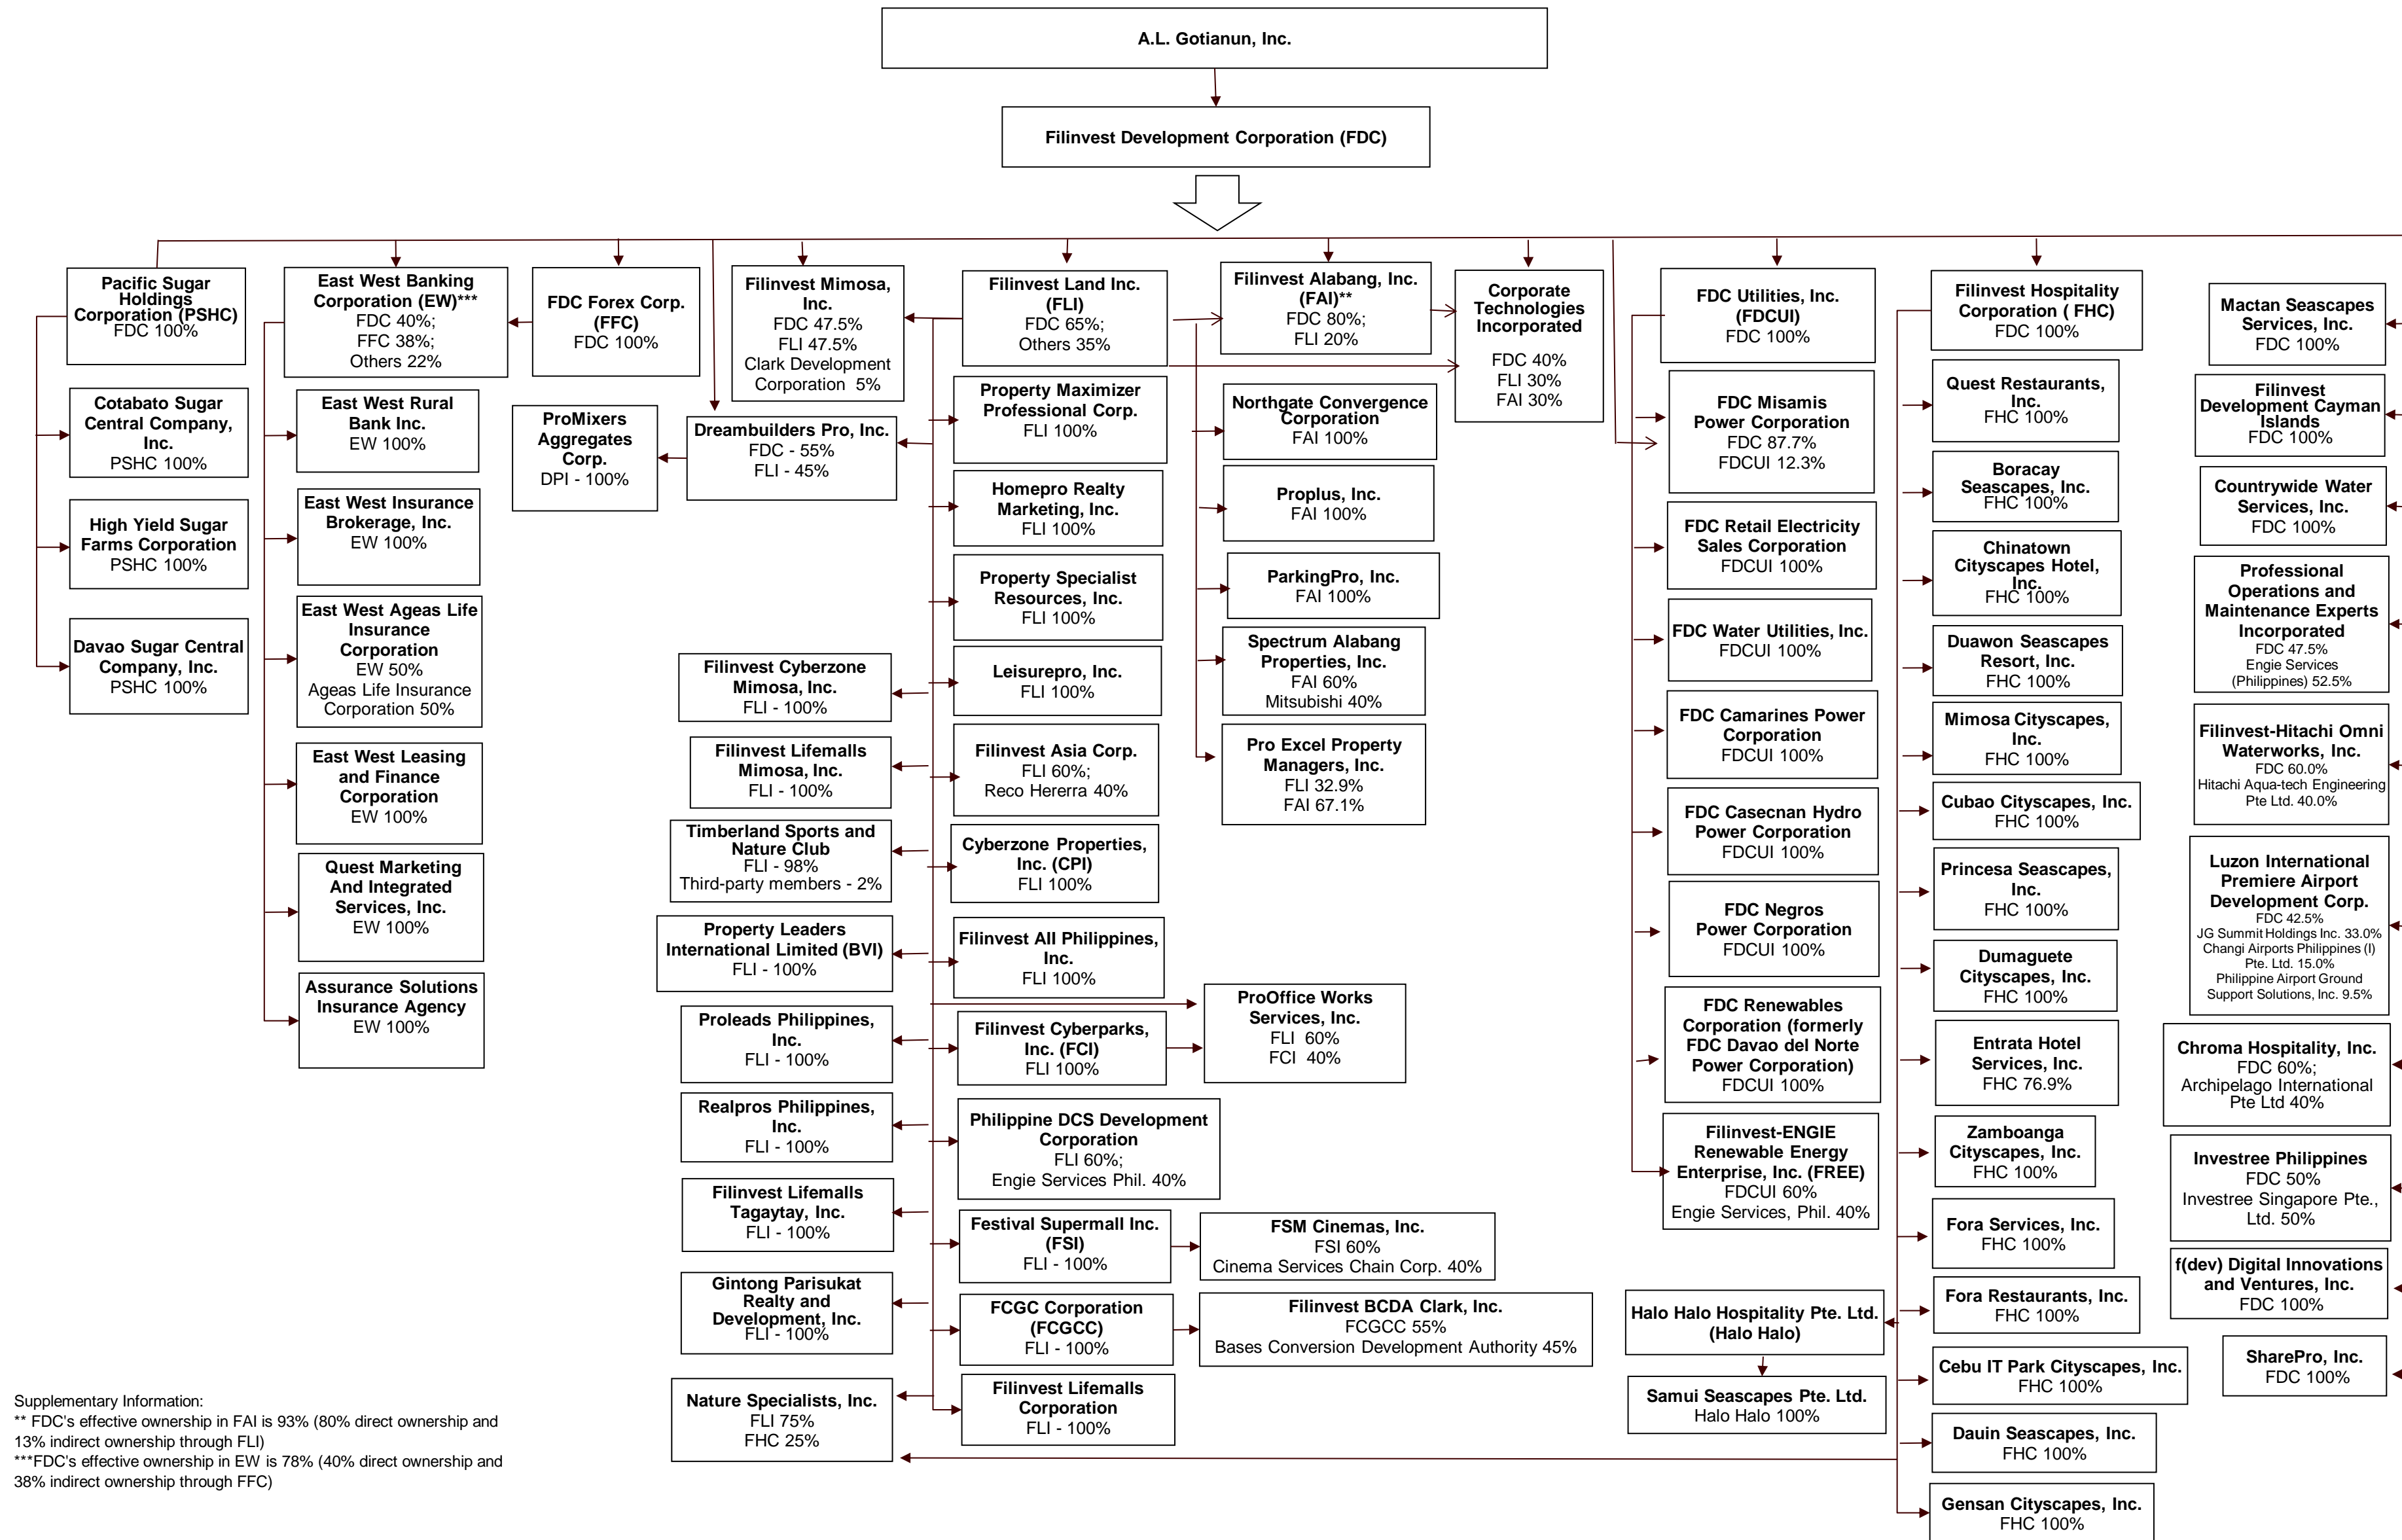 A.L. Gotianun, Inc.
Filinvest Development Corporation (FDC)
Pacific Sugar
Holdings
Corporation (PSHC)
FDC 100%
Cotabato Sugar
Central Company,
Inc.
PSHC 100%
High Yield Sugar
Farms Corporation
PSHC 100%
Davao Sugar Central
Company, Inc.
PSHC 100%
East West Banking
Corporation (EW)***
FDC 40%;
FFC 38%;
Others 22%
East West Rural
Bank Inc.
EW 100%
East West Insurance
Brokerage, Inc.
EW 100%
East West Ageas Life
Insurance
Corporation
EW 50%
Ageas Life Insurance
Corporation 50%
East West Leasing
and Finance
Corporation
EW 100%
Quest Marketing
And Integrated
Services, Inc.
EW 100%
Assurance Solutions
Insurance Agency
EW 100%
FDC Forex Corp.
(FFC)
FDC 100%
ProMixers
Aggregates
Corp.
DPI - 100%
Filinvest Mimosa,
Inc.
FDC 47.5%
FLI 47.5%
Clark Development
Corporation 5%
Dreambuilders Pro, Inc.
FDC - 55%
FLI - 45%
Filinvest Cyberzone
Mimosa, Inc.
FLI - 100%
Filinvest Lifemalls
Mimosa, Inc.
FLI - 100%
Timberland Sports and
Nature Club
FLI - 98%
Third-party members - 2%
Property Leaders
International Limited (BVI)
FLI - 100%
Proleads Philippines,
Inc.
FLI - 100%
Realpros Philippines,
Inc.
FLI - 100%
Filinvest Lifemalls
Tagaytay, Inc.
FLI - 100%
Gintong Parisukat
Realty and
Development, Inc.
FLI - 100%
Nature Specialists, Inc.
FLI 75%
FHC 25%
Filinvest Land Inc.
(FLI)
FDC 65%;
Others 35%
Property Maximizer
Professional Corp.
FLI 100%
Homepro Realty
Marketing, Inc.
FLI 100%
Property Specialist
Resources, Inc.
FLI 100%
Leisurepro, Inc.
FLI 100%
Filinvest Asia Corp.
FLI 60%;
Reco Hererra 40%
Cyberzone Properties,
Inc. (CPI)
FLI 100%
Filinvest AII Philippines,
Inc.
FLI 100%
Filinvest Cyberparks,
Inc. (FCI)
FLI 100%
Philippine DCS Development
Corporation
FLI 60%;
Engie Services Phil. 40%
Festival Supermall Inc.
(FSI)
FLI - 100%
FCGC Corporation
(FCGCC)
FLI - 100%
Filinvest Lifemalls
Corporation
FLI - 100%
Filinvest Alabang, Inc.
(FAI)**
FDC 80%;
FLI 20%
Northgate Convergence
Corporation
FAI 100%
Proplus, Inc.
FAI 100%
ParkingPro, Inc.
FAI 100%
Spectrum Alabang
Properties, Inc.
FAI 60%
Mitsubishi 40%
Pro Excel Property
Managers, Inc.
FLI 32.9%
FAI 67.1%
ProOffice Works
Services, Inc.
FLI 60%
FCI 40%
FSM Cinemas, Inc.
FSI 60%
Cinema Services Chain Corp. 40%
Filinvest BCDA Clark, Inc.
FCGCC 55%
Bases Conversion Development Authority 45%
Corporate
Technologies
Incorporated
FDC 40%
FLI 30%
FAI 30%
FDC Utilities, Inc.
(FDCUI)
FDC 100%
FDC Misamis
Power Corporation
FDC 87.7%
FDCUI 12.3%
FDC Retail Electricity
Sales Corporation
FDCUI 100%
FDC Water Utilities, Inc.
FDCUI 100%
FDC Camarines Power
Corporation
FDCUI 100%
FDC Casecnan Hydro
Power Corporation
FDCUI 100%
FDC Negros
Power Corporation
FDCUI 100%
FDC Renewables
Corporation (formerly
FDC Davao del Norte
Power Corporation)
FDCUI 100%
Filinvest-ENGIE
Renewable Energy
Enterprise, Inc. (FREE)
FDCUI 60%
Engie Services, Phil. 40%
Halo Halo Hospitality Pte. Ltd.
(Halo Halo)
Samui Seascapes Pte. Ltd.
Halo Halo 100%
Filinvest Hospitality
Corporation ( FHC)
FDC 100%
Quest Restaurants,
Inc.
FHC 100%
Boracay
Seascapes, Inc.
FHC 100%
Chinatown
Cityscapes Hotel,
Inc.
FHC 100%
Duawon Seascapes
Resort, Inc.
FHC 100%
Mimosa Cityscapes,
Inc.
FHC 100%
Cubao Cityscapes, Inc.
FHC 100%
Princesa Seascapes,
Inc.
FHC 100%
Dumaguete
Cityscapes, Inc.
FHC 100%
Entrata Hotel
Services, Inc.
FHC 76.9%
Zamboanga
Cityscapes, Inc.
FHC 100%
Fora Services, Inc.
FHC 100%
Fora Restaurants, Inc.
FHC 100%
Cebu IT Park Cityscapes, Inc.
FHC 100%
Dauin Seascapes, Inc.
FHC 100%
Gensan Cityscapes, Inc.
FHC 100%
Mactan Seascapes
Services, Inc.
FDC 100%
Filinvest
Development Cayman
Islands
FDC 100%
Countrywide Water
Services, Inc.
FDC 100%
Professional
Operations and
Maintenance Experts
Incorporated
FDC 47.5%
Engie Services
(Philippines) 52.5%
Filinvest-Hitachi Omni
Waterworks, Inc.
FDC 60.0%
Hitachi Aqua-tech Engineering
Pte Ltd. 40.0%
Luzon International
Premiere Airport
Development Corp.
FDC 42.5%
JG Summit Holdings Inc. 33.0%
Changi Airports Philippines (I)
Pte. Ltd. 15.0%
Philippine Airport Ground
Support Solutions, Inc. 9.5%
Chroma Hospitality, Inc.
FDC 60%;
Archipelago International
Pte Ltd 40%
Investree Philippines
FDC 50%
Investree Singapore Pte.,
Ltd. 50%
f(dev) Digital Innovations
and Ventures, Inc.
FDC 100%
SharePro, Inc.
FDC 100%
Supplementary Information:
** FDC's effective ownership in FAI is 93% (80% direct ownership and
13% indirect ownership through FLI)
***FDC's effective ownership in EW is 78% (40% direct ownership and
38% indirect ownership through FFC)